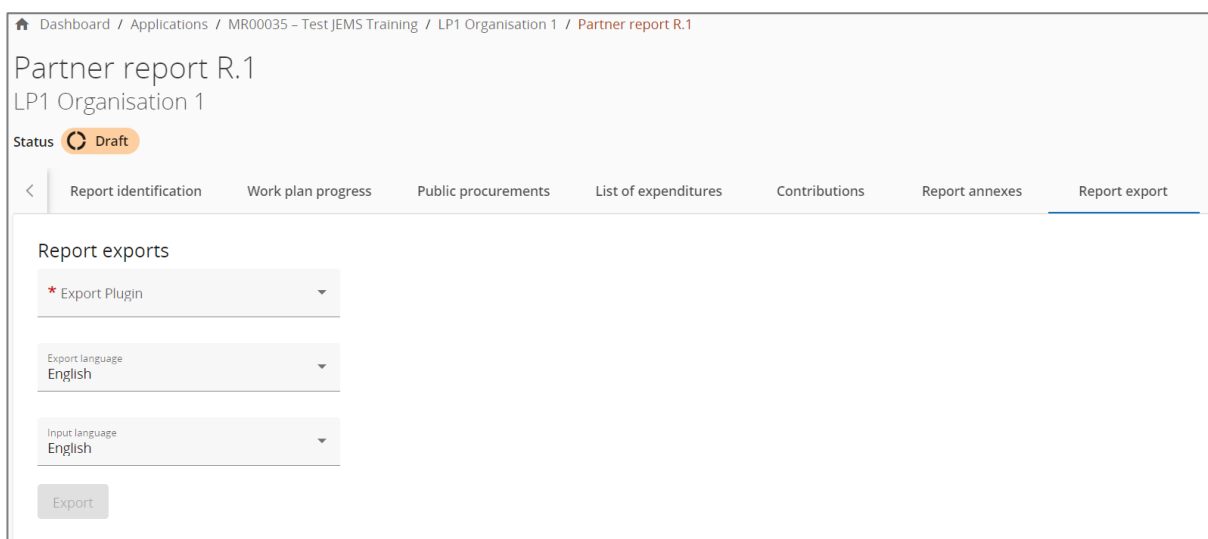 Dashboard / Applications / MR00035 – Test JEMS Training / LP1 Organisation 1 / Partner report R.1
Partner report R.1
LP1 Organisation 1
Status Draft
Report identification Work plan progress Public procurements List of expenditures Contributions Report annexes Report export
Report exports
* Export Plugin
Export language
English
Input language
English
Export